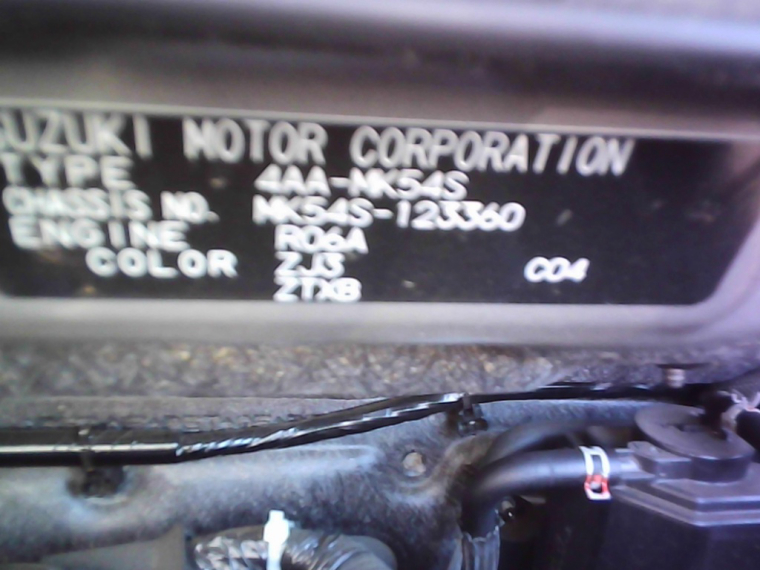 SUZUKI MOTOR CORPORATION
TYPE 4AA-MK54S
CHASSIS NO. MK54S-123360
ENGINE R06A
COLOR ZJ3 C04
ZTXB